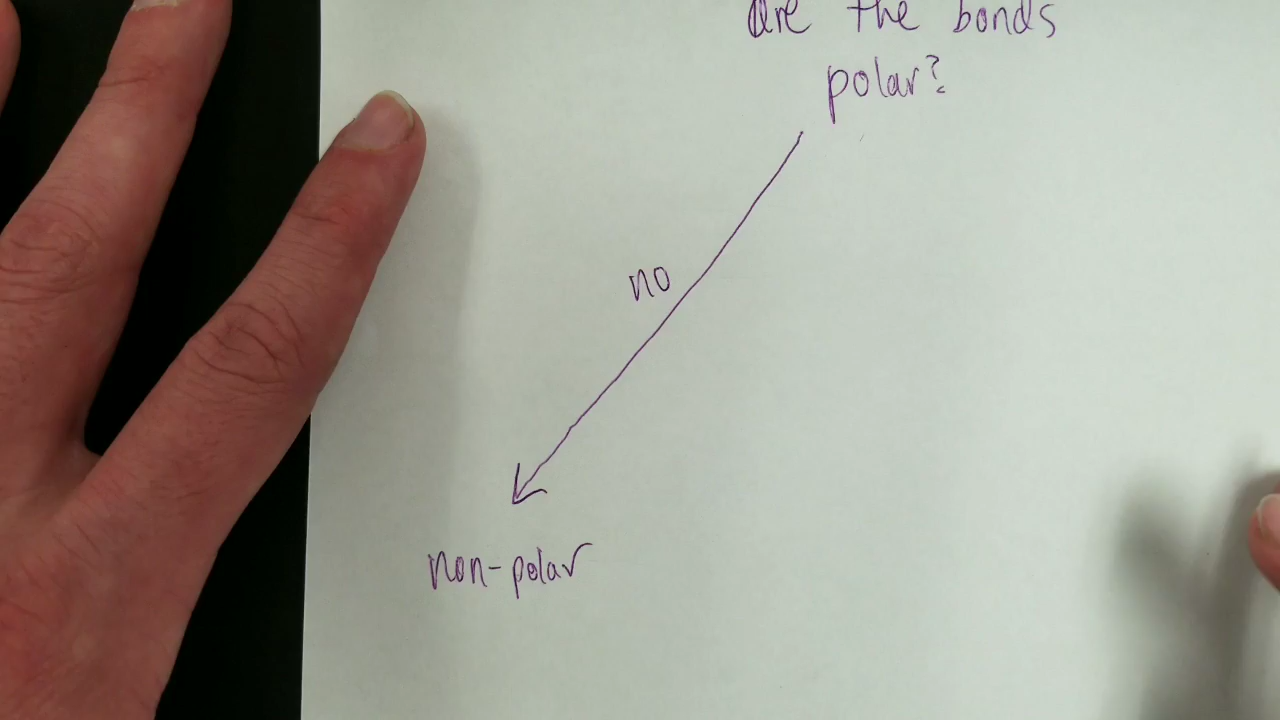 are the bonds
polar?
no
non-polar